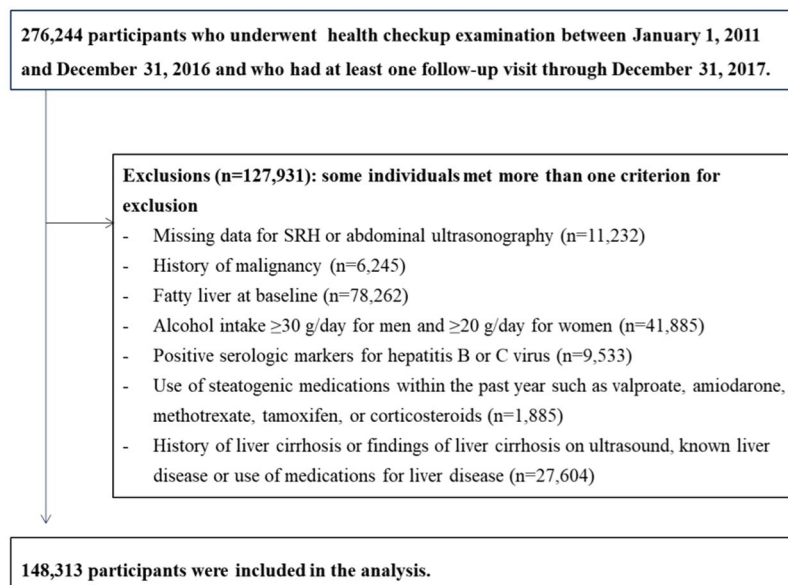 276,244 participants who underwent health checkup examination between January 1, 2011
and December 31, 2016 and who had at least one follow-up visit through December 31, 2017.
Exclusions (n=127,931): some individuals met more than one criterion for
exclusion
- Missing data for SRH or abdominal ultrasonography (n=11,232)
- History of malignancy (n=6,245)
- Fatty liver at baseline (n=78,262)
- Alcohol intake ≥30 g/day for men and ≥20 g/day for women (n=41,885)
- Positive serologic markers for hepatitis B or C virus (n=9,533)
- Use of steatogenic medications within the past year such as valproate, amiodarone,
methotrexate, tamoxifen, or corticosteroids (n=1,885)
- History of liver cirrhosis or findings of liver cirrhosis on ultrasound, known liver
disease or use of medications for liver disease (n=27,604)
148,313 participants were included in the analysis.